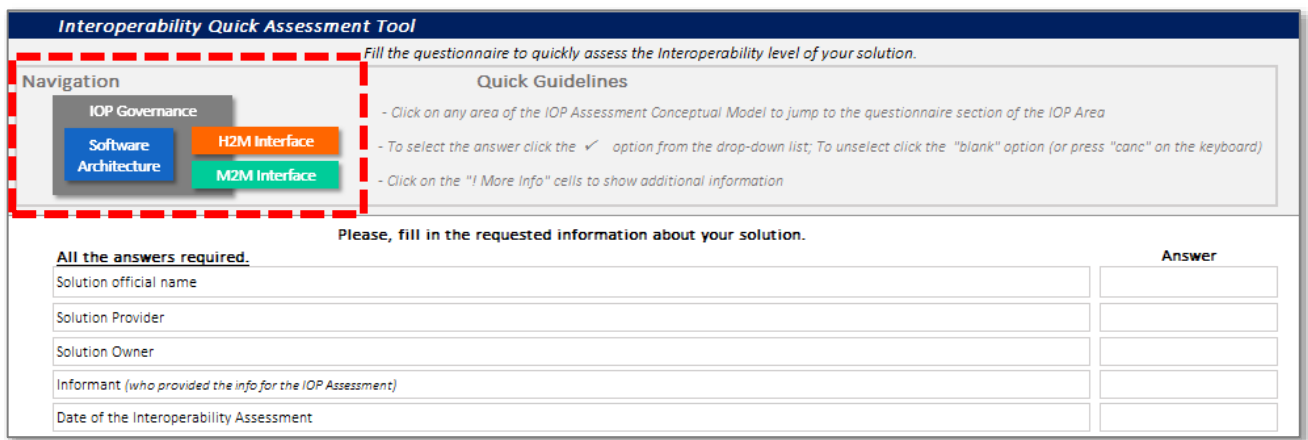 Interoperability Quick Assessment Tool
Fill the questionnaire to quickly assess the Interoperability level of your solution.
Navigation
IOP Governance
Software
Architecture
H2M Interface
M2M Interface
Quick Guidelines
- Click on any area of the IOP Assessment Conceptual Model to jump to the questionnaire section of the IOP Area
- To select the answer click the ✓ option from the drop-down list; To unselect click the "blank" option (or press "canc" on the keyboard)
- Click on the "! More Info" cells to show additional information
Please, fill in the requested information about your solution.
All the answers required.
Answer
Solution official name
Solution Provider
Solution Owner
Informant (who provided the info for the IOP Assessment)
Date of the Interoperability Assessment